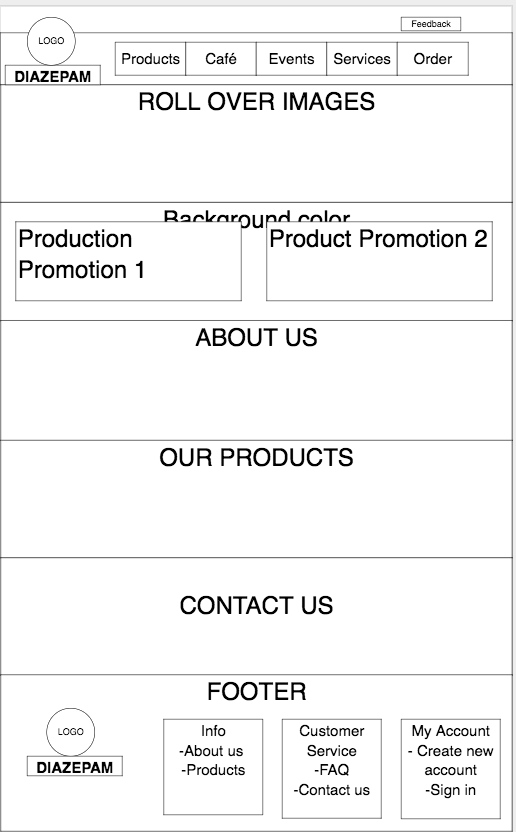 Feedback
LOGO
DIAZEPAM
Products
Café
Events
Services
Order
ROLL OVER IMAGES
Background color
Production
Promotion 1
Product Promotion 2
ABOUT US
OUR PRODUCTS
CONTACT US
FOOTER
LOGO
DIAZEPAM
Info
-About us
-Products
Customer
Service
-FAQ
-Contact us
My Account
- Create new
account
-Sign in